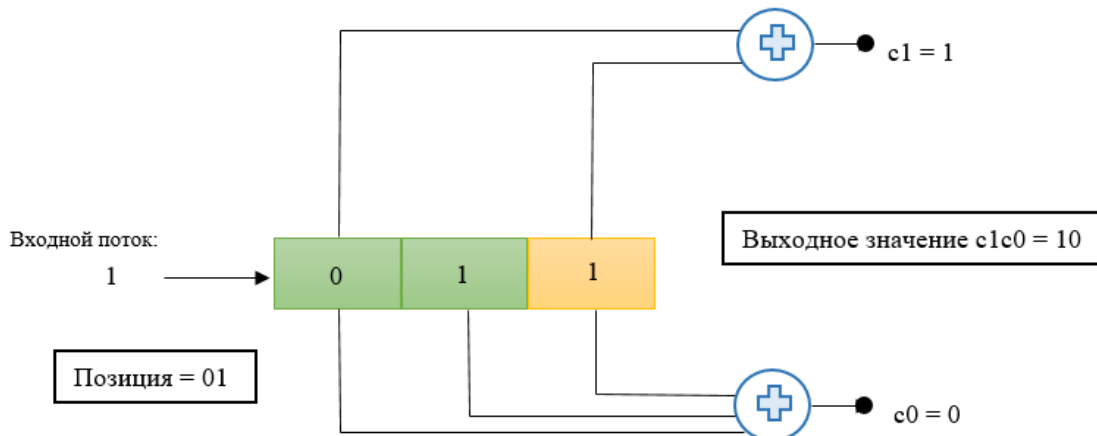 c1 = 1
Входной поток:
1
0
1
1
Выходное значение c1c0 = 10
Позиция = 01
c0 = 0